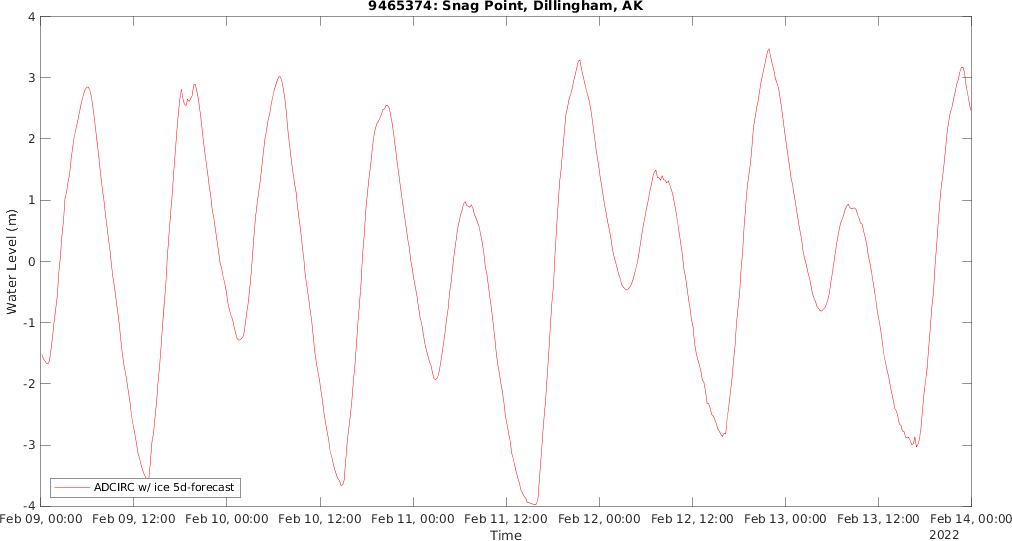 9465374: Snag Point, Dillingham, AK
4
3
2
1
0
-1
-2
-3
-4
Water Level (m)
ADCIRC w/ ice 5d-forecast
Feb 09, 00:00 Feb 09, 12:00 Feb 10, 00:00 Feb 10, 12:00 Feb 11, 00:00 Feb 11, 12:00 Feb 12, 00:00 Feb 12, 12:00 Feb 13, 00:00 Feb 13, 12:00 Feb 14, 00:00
Time
2022